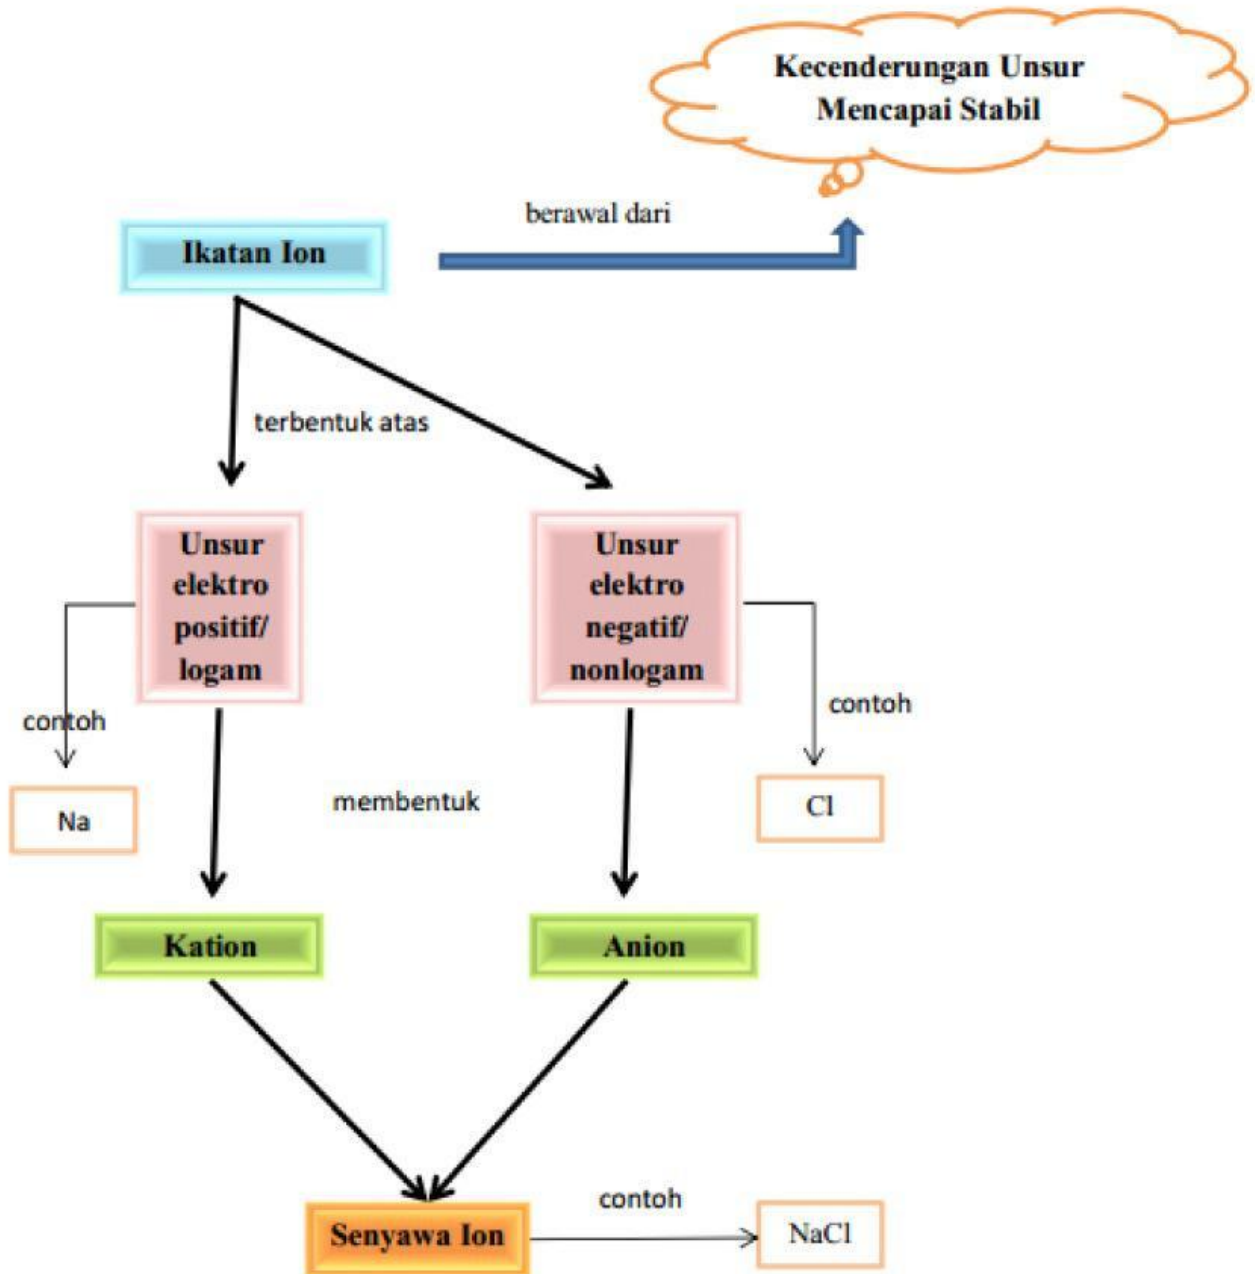 Kecenderungan Unsur
Mencapai Stabil
berawal dari
Ikatan Ion
terbentuk atas
Unsur
elektro
positif/
logam
Unsur
elektro
negatif/
nonlogam
contoh
contoh
Na
membentuk
Cl
Kation
Anion
Senyawa Ion
contoh
NaCl